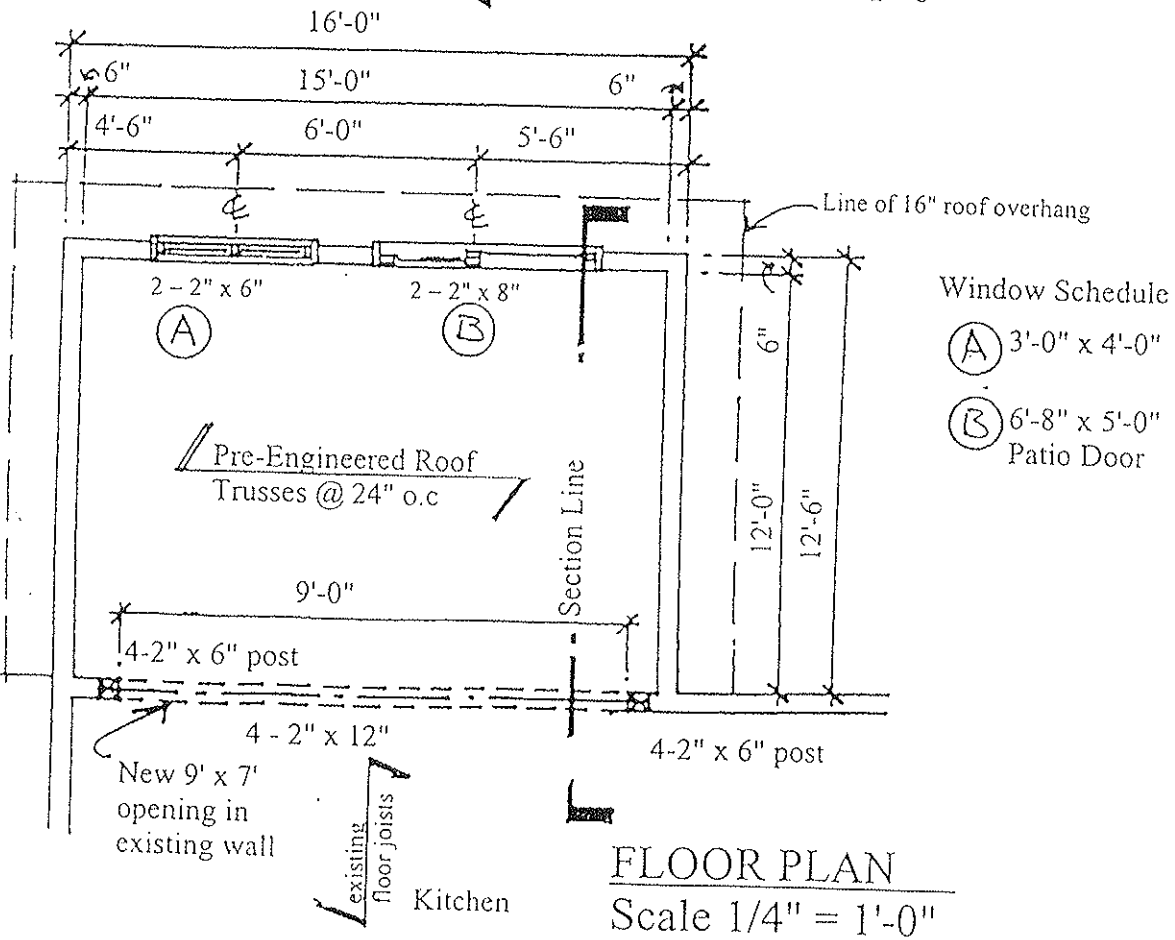 16'-0"
6"
15'-0"
6"
4'-6"
6'-0"
5'-6"
Line of 16" roof overhang
2 – 2" x 6"
2 – 2" x 8"
A
B
6"
12'-0"
12'-6"
Window Schedule
A 3'-0" x 4'-0"
B 6'-8" x 5'-0"
Patio Door
Pre-Engineered Roof
Trusses @ 24" o.c
Section Line
9'-0"
4-2" x 6" post
4 - 2" x 12"
4-2" x 6" post
New 9' x 7'
opening in
existing wall
existing
floor joists
Kitchen
FLOOR PLAN
Scale 1/4" = 1'-0"